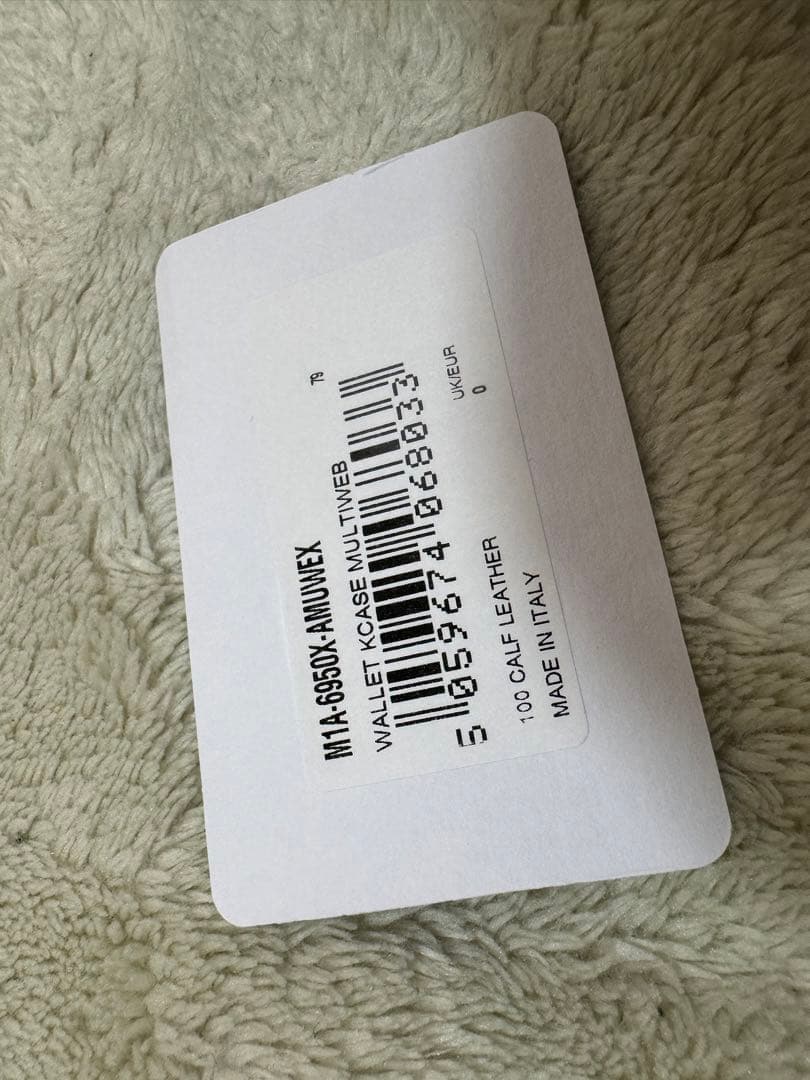 79
M1A-6950X-AMUWEX
WALLET KCASE MULTIWEB
5 059674 068033
UK/EUR
0
100 CALF LEATHER
MADE IN ITALY